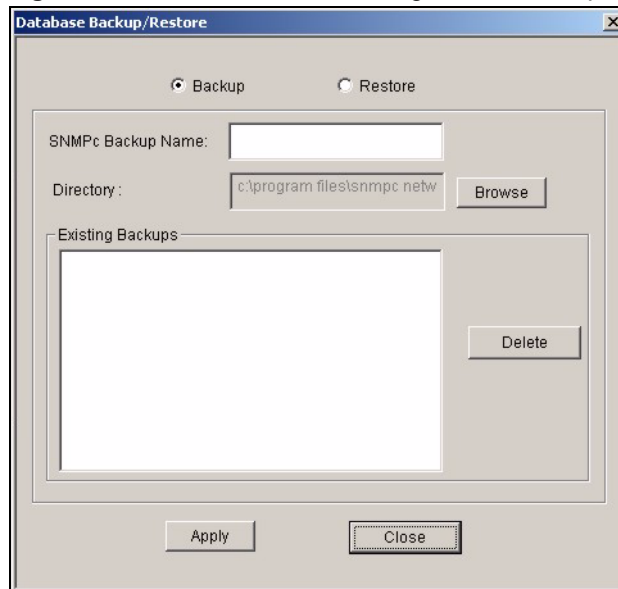 Database Backup/Restore
Backup Restore
SNMPc Backup Name:
Directory : c:\program files\snmpc netw Browse
Existing Backups
Delete
Apply Close